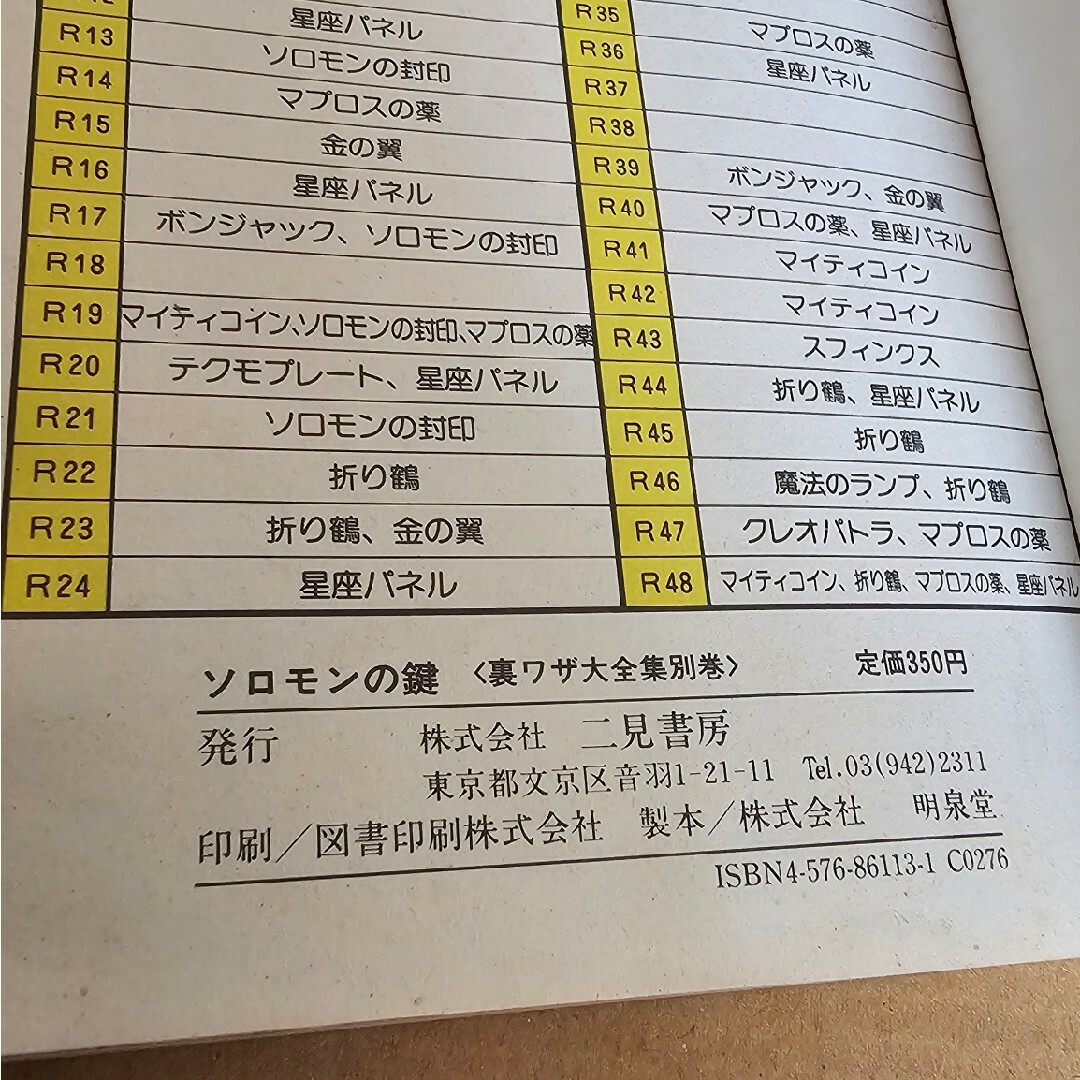 星座パネル
R13 ソロモンの封印
R14 マプロスの薬
R15 金の翼
R16 星座パネル
R17 ボンジャック、ソロモンの封印
R18
R19 マイティコイン、ソロモンの封印、マプロスの薬
R20 テクモプレート、星座パネル
R21 ソロモンの封印
R22 折り鶴
R23 折り鶴、金の翼
R24 星座パネル
R35 マプロスの薬
R36 星座パネル
R37
R38
R39 ボンジャック、金の翼
R40 マプロスの薬、星座パネル
R41 マイティコイン
R42 マイティコイン
R43 スフィンクス
R44 折り鶴、星座パネル
R45 折り鶴
R46 魔法のランプ、折り鶴
R47 クレオパトラ、マプロスの薬
R48 マイティコイン、折り鶴、マプロスの薬、星座パネル
ソロモンの鍵 〈裏ワザ大全集別巻〉 定価350円
発行 株式会社 二見書房
東京都文京区音羽1-21-11 Tel.03(942)2311
印刷／図書印刷株式会社 製本／株式会社 明泉堂
ISBN4-576-86113-1 C0276